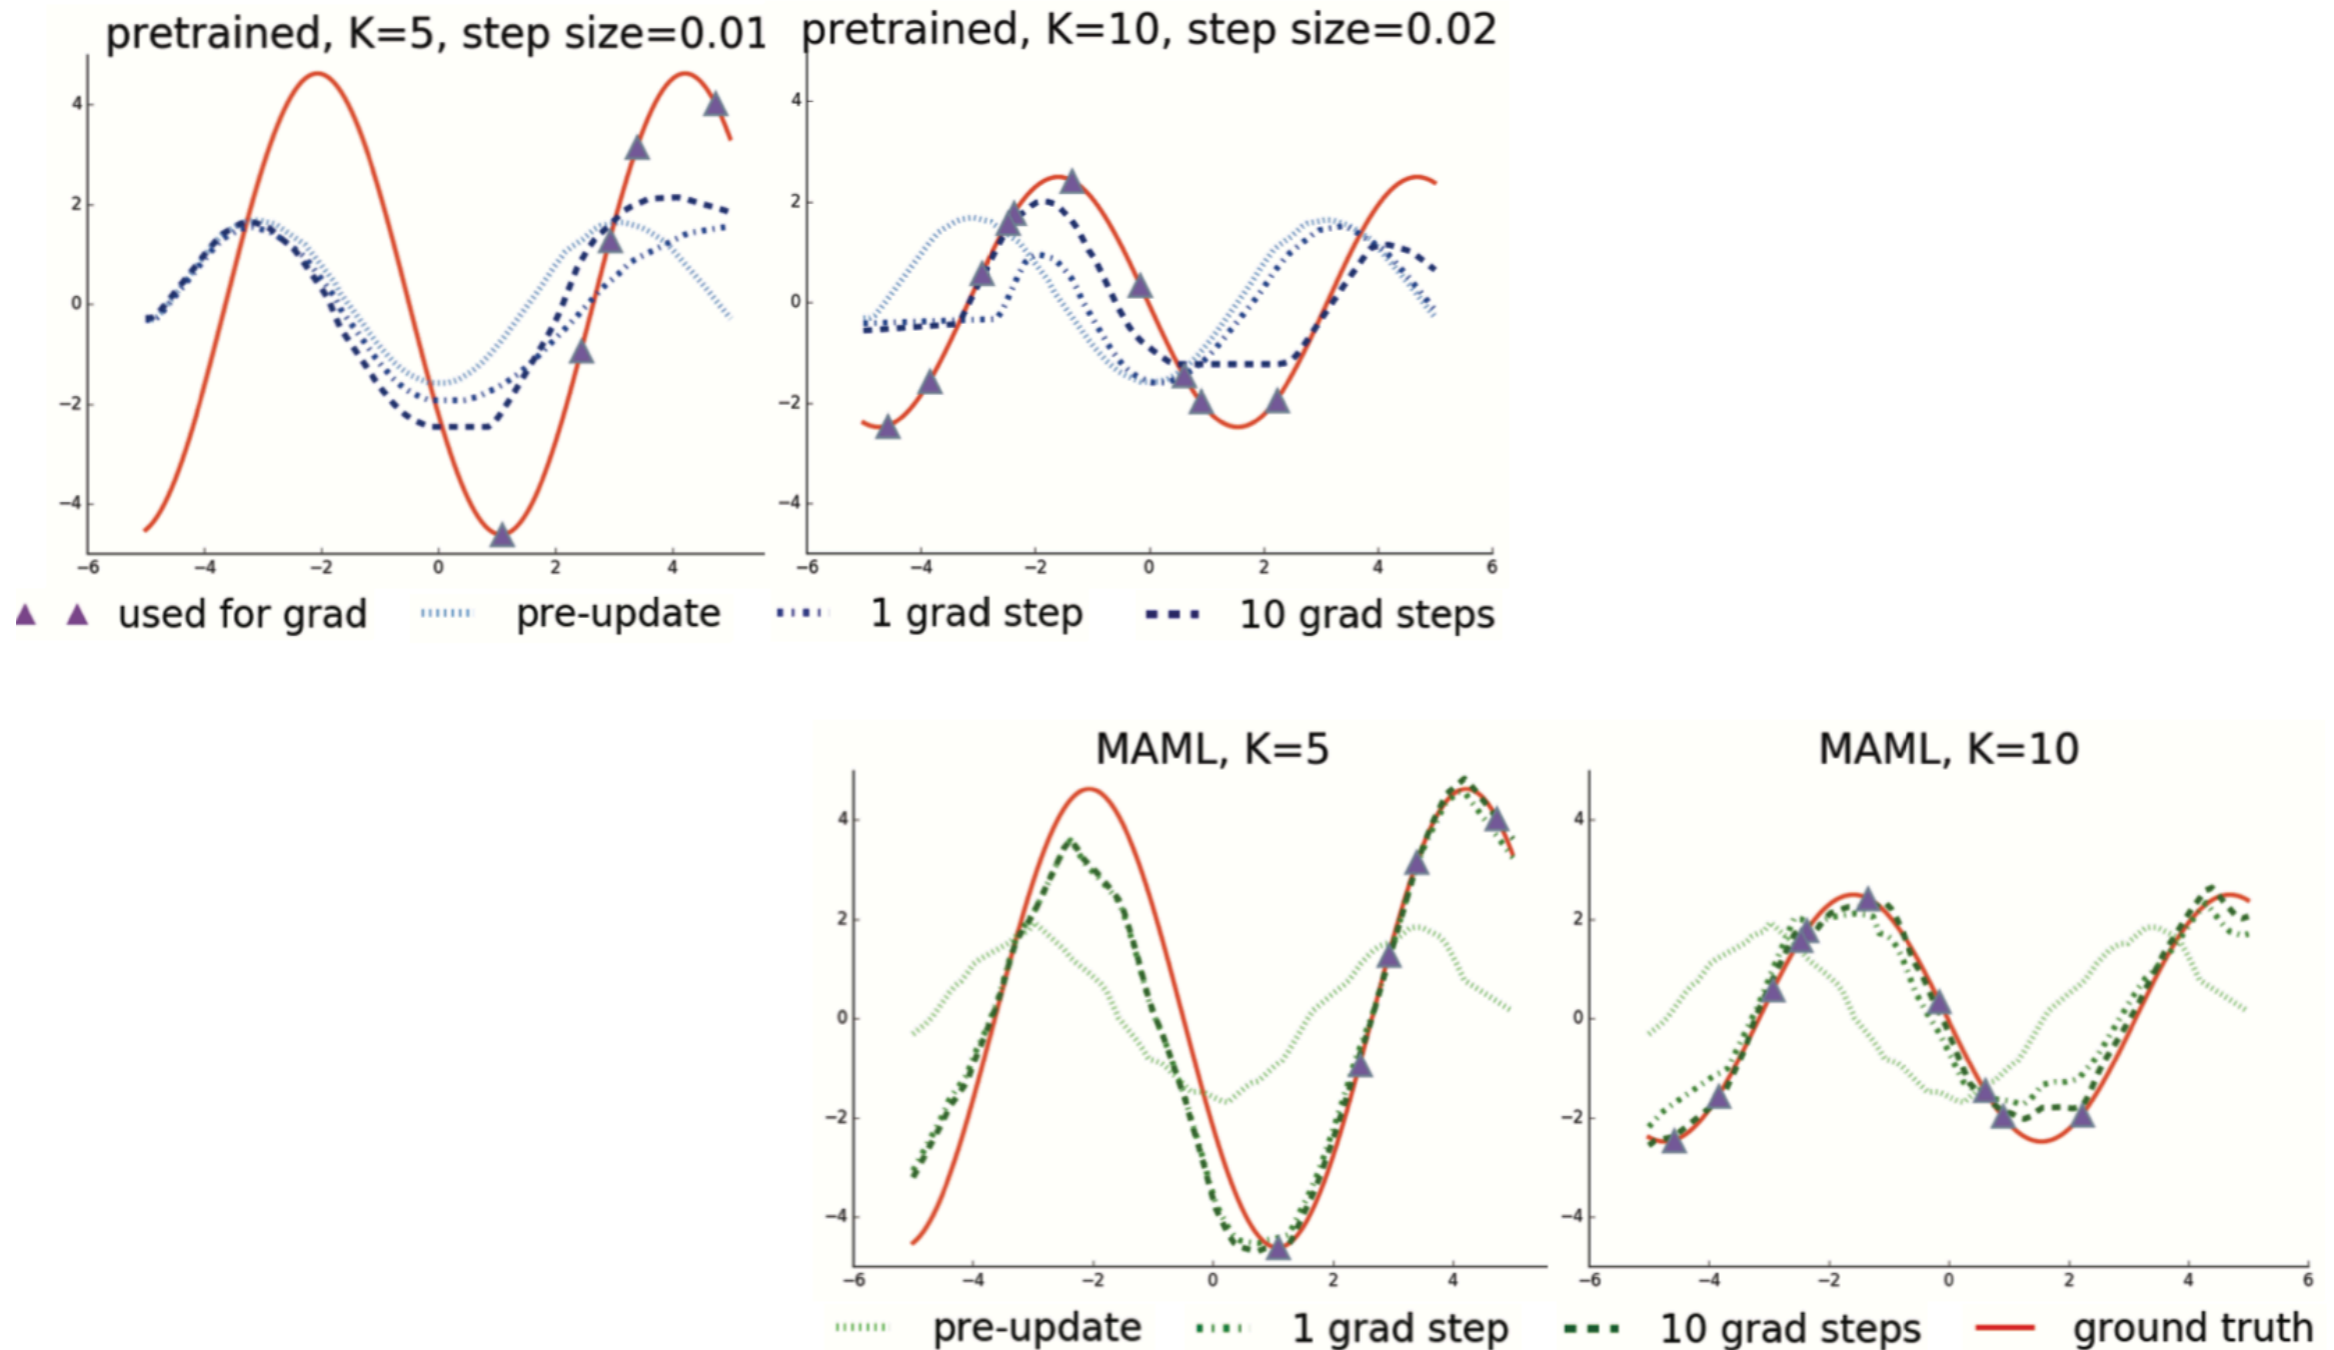 pretrained, K=5, step size=0.01
pretrained, K=10, step size=0.02
4
2
0
−2
−4
−6 −4 −2 0 2 4
4
2
0
−2
−4
−6 −4 −2 0 2 4 6
used for grad pre-update 1 grad step 10 grad steps
MAML, K=5
MAML, K=10
4
2
0
−2
−4
−6 −4 −2 0 2 4
4
2
0
−2
−4
−6 −4 −2 0 2 4 6
pre-update 1 grad step 10 grad steps ground truth